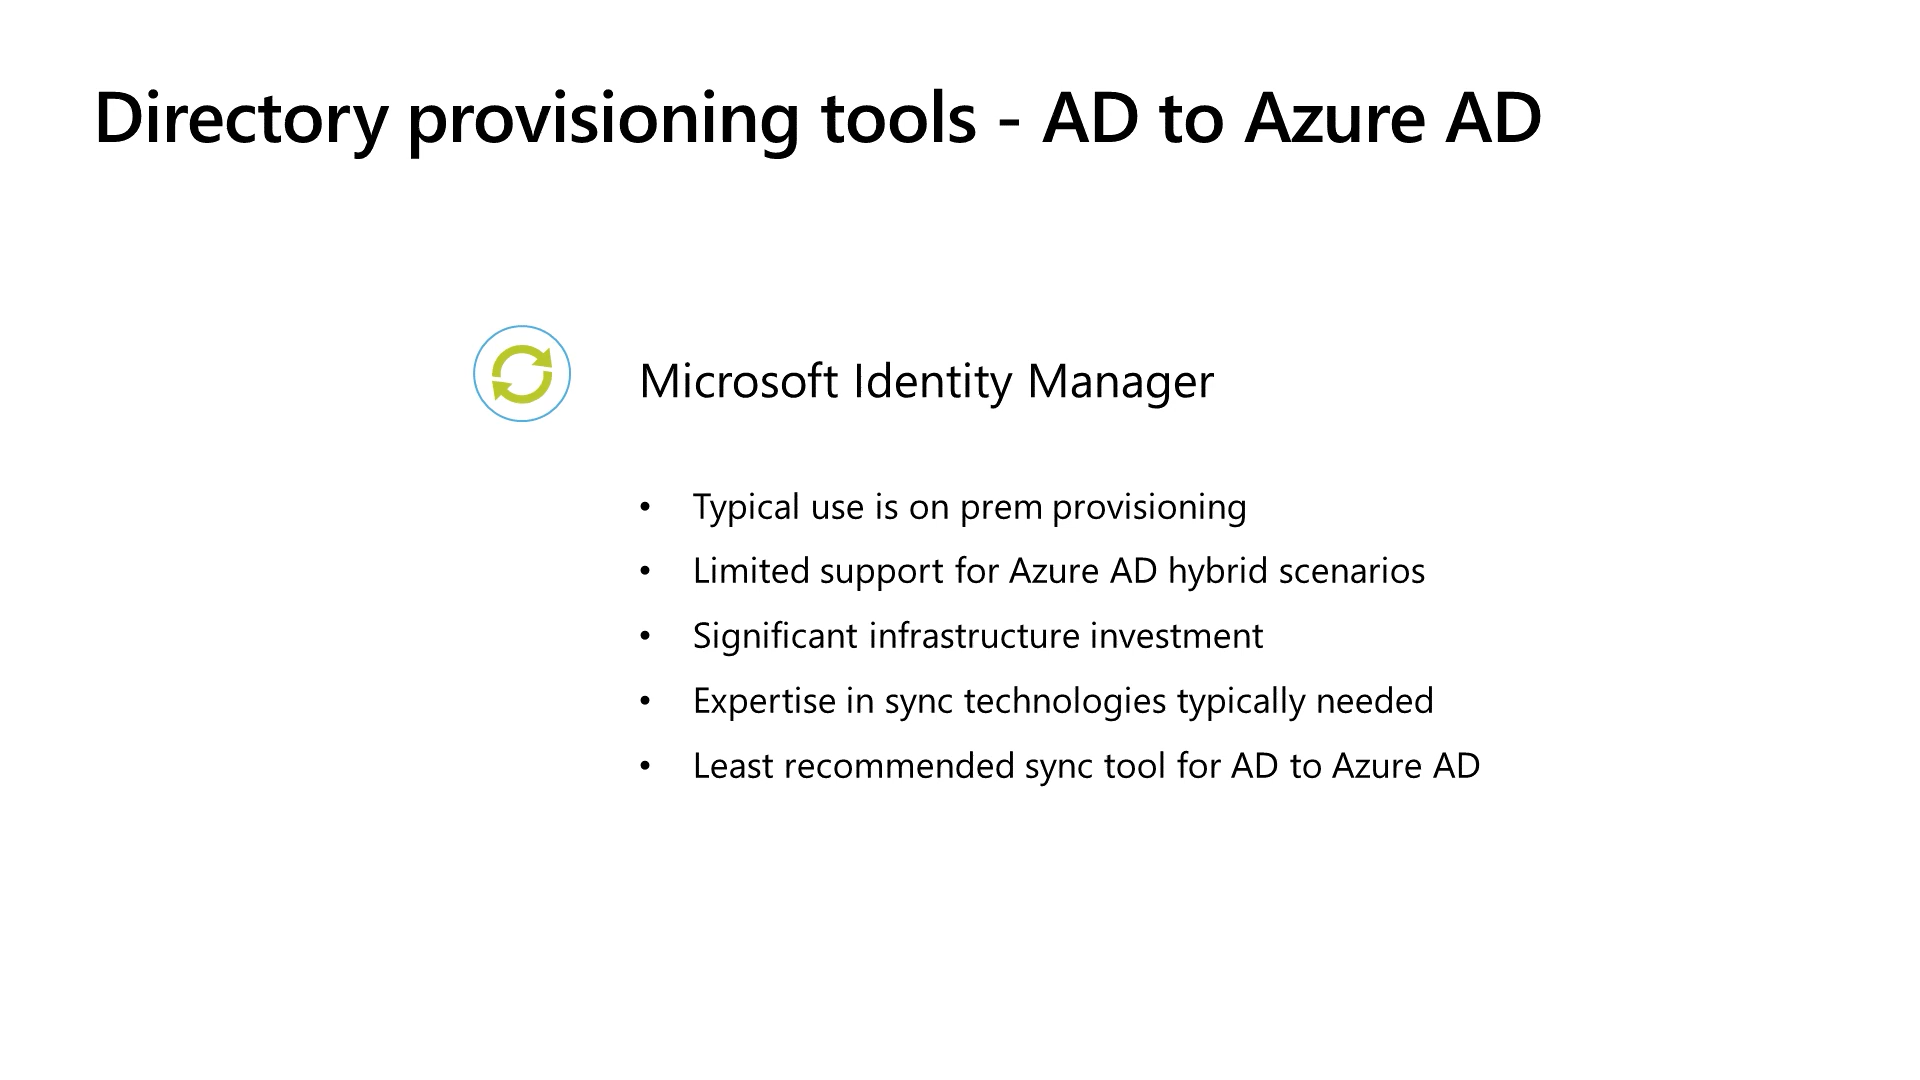 Directory provisioning tools - AD to Azure AD
Microsoft Identity Manager
• Typical use is on prem provisioning
• Limited support for Azure AD hybrid scenarios
• Significant infrastructure investment
• Expertise in sync technologies typically needed
• Least recommended sync tool for AD to Azure AD